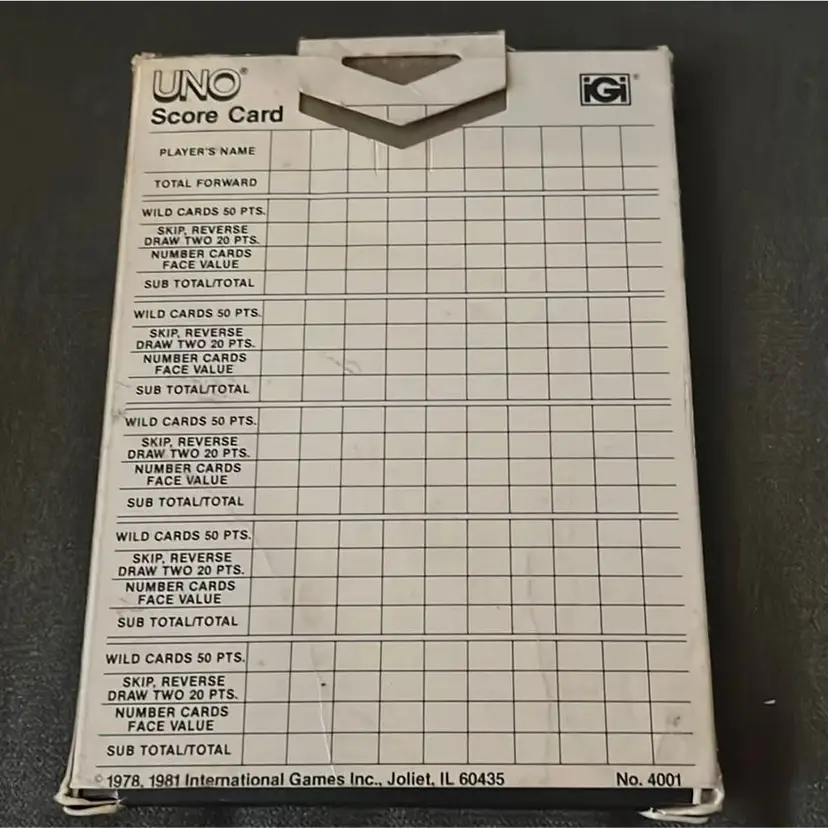 UNO®
iGi®
Score Card
PLAYER'S NAME
TOTAL FORWARD
WILD CARDS 50 PTS.
SKIP, REVERSE
DRAW TWO 20 PTS.
NUMBER CARDS
FACE VALUE
SUB TOTAL/TOTAL
WILD CARDS 50 PTS.
SKIP, REVERSE
DRAW TWO 20 PTS.
NUMBER CARDS
FACE VALUE
SUB TOTAL/TOTAL
WILD CARDS 50 PTS.
SKIP, REVERSE
DRAW TWO 20 PTS.
NUMBER CARDS
FACE VALUE
SUB TOTAL/TOTAL
WILD CARDS 50 PTS.
SKIP, REVERSE
DRAW TWO 20 PTS.
NUMBER CARDS
FACE VALUE
SUB TOTAL/TOTAL
WILD CARDS 50 PTS.
SKIP, REVERSE
DRAW TWO 20 PTS.
NUMBER CARDS
FACE VALUE
SUB TOTAL/TOTAL
© 1978, 1981 International Games Inc., Joliet, IL 60435 No. 4001